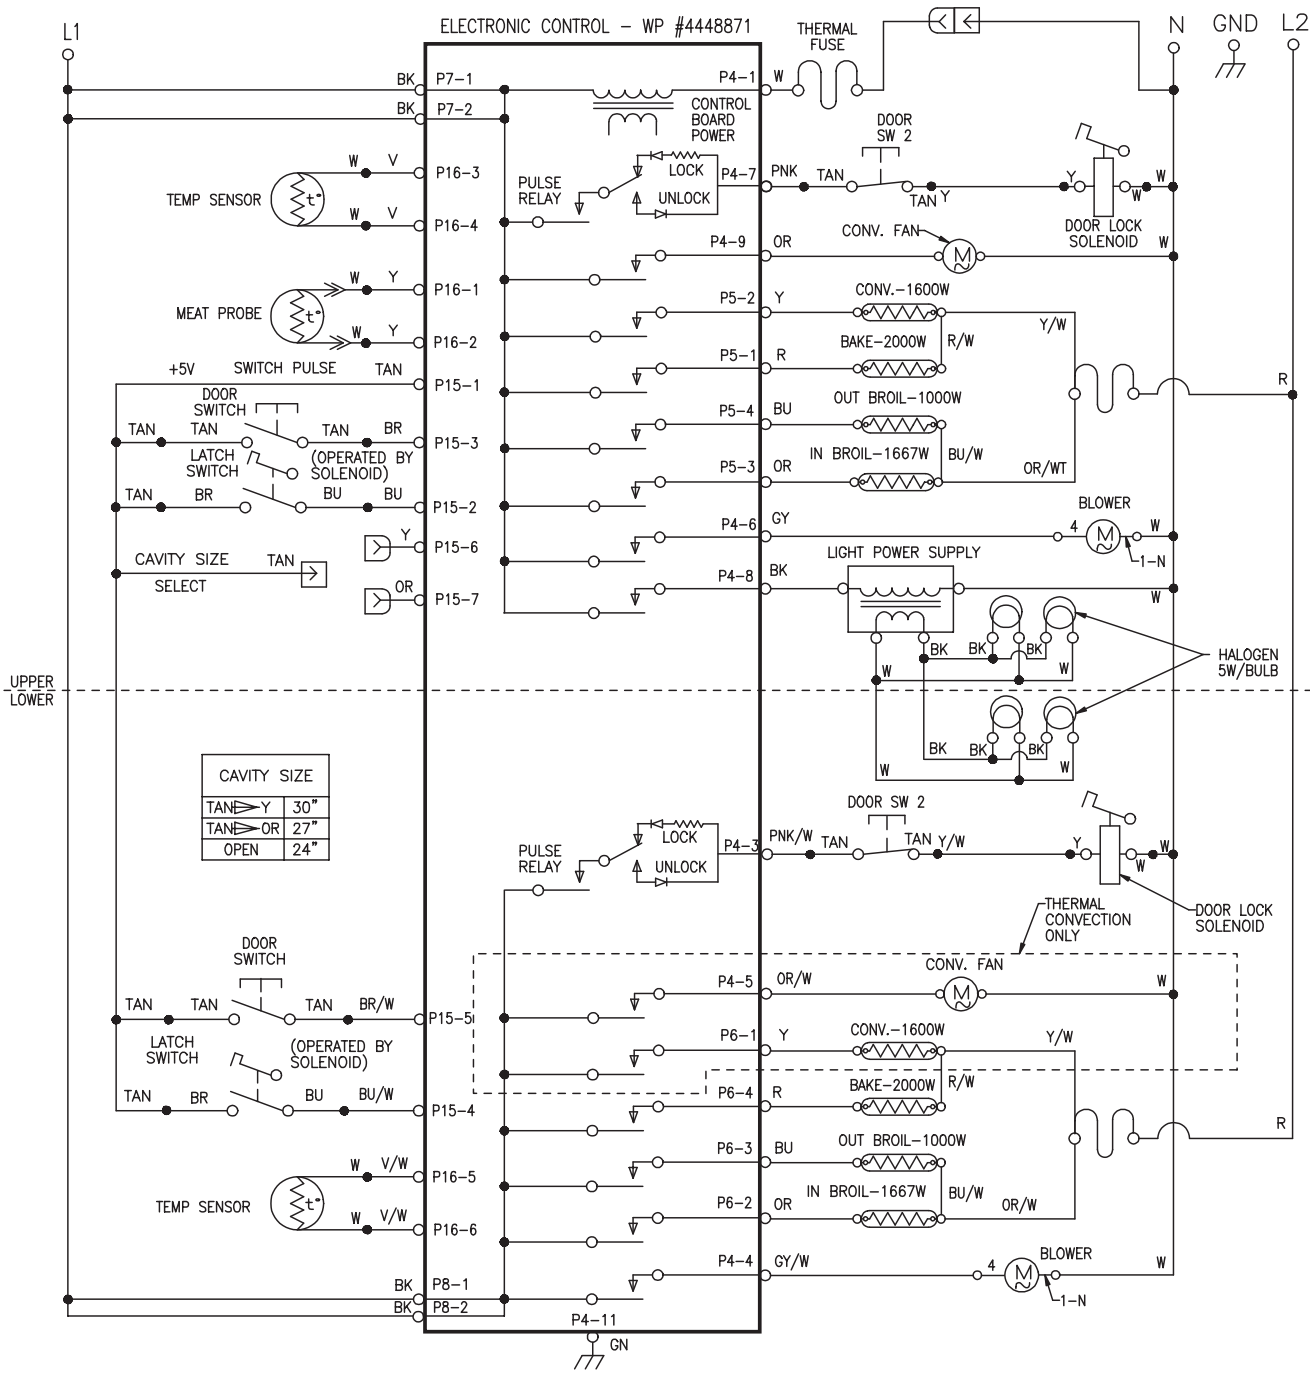 L1
ELECTRONIC CONTROL - WP #4448871
THERMAL
FUSE
N
GND
L2
BK
P7-1
P4-1
W
BK
P7-2
CONTROL
BOARD
POWER
DOOR
SW 2
W
V
P16-3
TEMP SENSOR
t°
W
V
P16-4
PULSE
RELAY
LOCK
UNLOCK
P4-7
PNK
TAN
TAN
Y
Y
W
W
DOOR LOCK
SOLENOID
P4-9
OR
CONV. FAN
M
W
W
Y
P16-1
MEAT PROBE
t°
W
Y
P16-2
P5-2
Y
CONV.-1600W
Y/W
R/W
P5-1
R
BAKE-2000W
+5V
SWITCH PULSE
TAN
P15-1
R
DOOR
SWITCH
P5-4
BU
OUT BROIL-1000W
TAN
TAN
TAN
BR
P15-3
LATCH
SWITCH
(OPERATED BY
SOLENOID)
P5-3
OR
IN BROIL-1667W
BU/W
OR/WT
TAN
BR
BU
BU
P15-2
P4-6
GY
BLOWER
4
M
W
1-N
Y
P15-6
CAVITY SIZE
TAN
SELECT
P4-8
BK
LIGHT POWER SUPPLY
W
OR
P15-7
BK
BK
BK
W
W
HALOGEN
5W/BULB
UPPER
LOWER
BK
BK
BK
W
W
CAVITY SIZE
TAN Y 30"
TAN OR 27"
OPEN 24"
PULSE
RELAY
LOCK
UNLOCK
P4-3
PNK/W
TAN
DOOR SW 2
TAN
Y/W
Y
W
W
DOOR LOCK
SOLENOID
THERMAL
CONVECTION
ONLY
DOOR
SWITCH
P4-5
OR/W
CONV. FAN
M
W
TAN
TAN
TAN
BR/W
P15-5
LATCH
SWITCH
(OPERATED BY
SOLENOID)
P6-1
Y
CONV.-1600W
Y/W
R/W
TAN
BR
BU
BU/W
P15-4
P6-4
R
BAKE-2000W
R
P6-3
BU
OUT BROIL-1000W
W
V/W
P16-5
TEMP SENSOR
t°
W
V/W
P16-6
P6-2
OR
IN BROIL-1667W
BU/W
OR/W
P4-4
GY/W
4
M
BLOWER
W
1-N
BK
P8-1
BK
P8-2
P4-11
GN